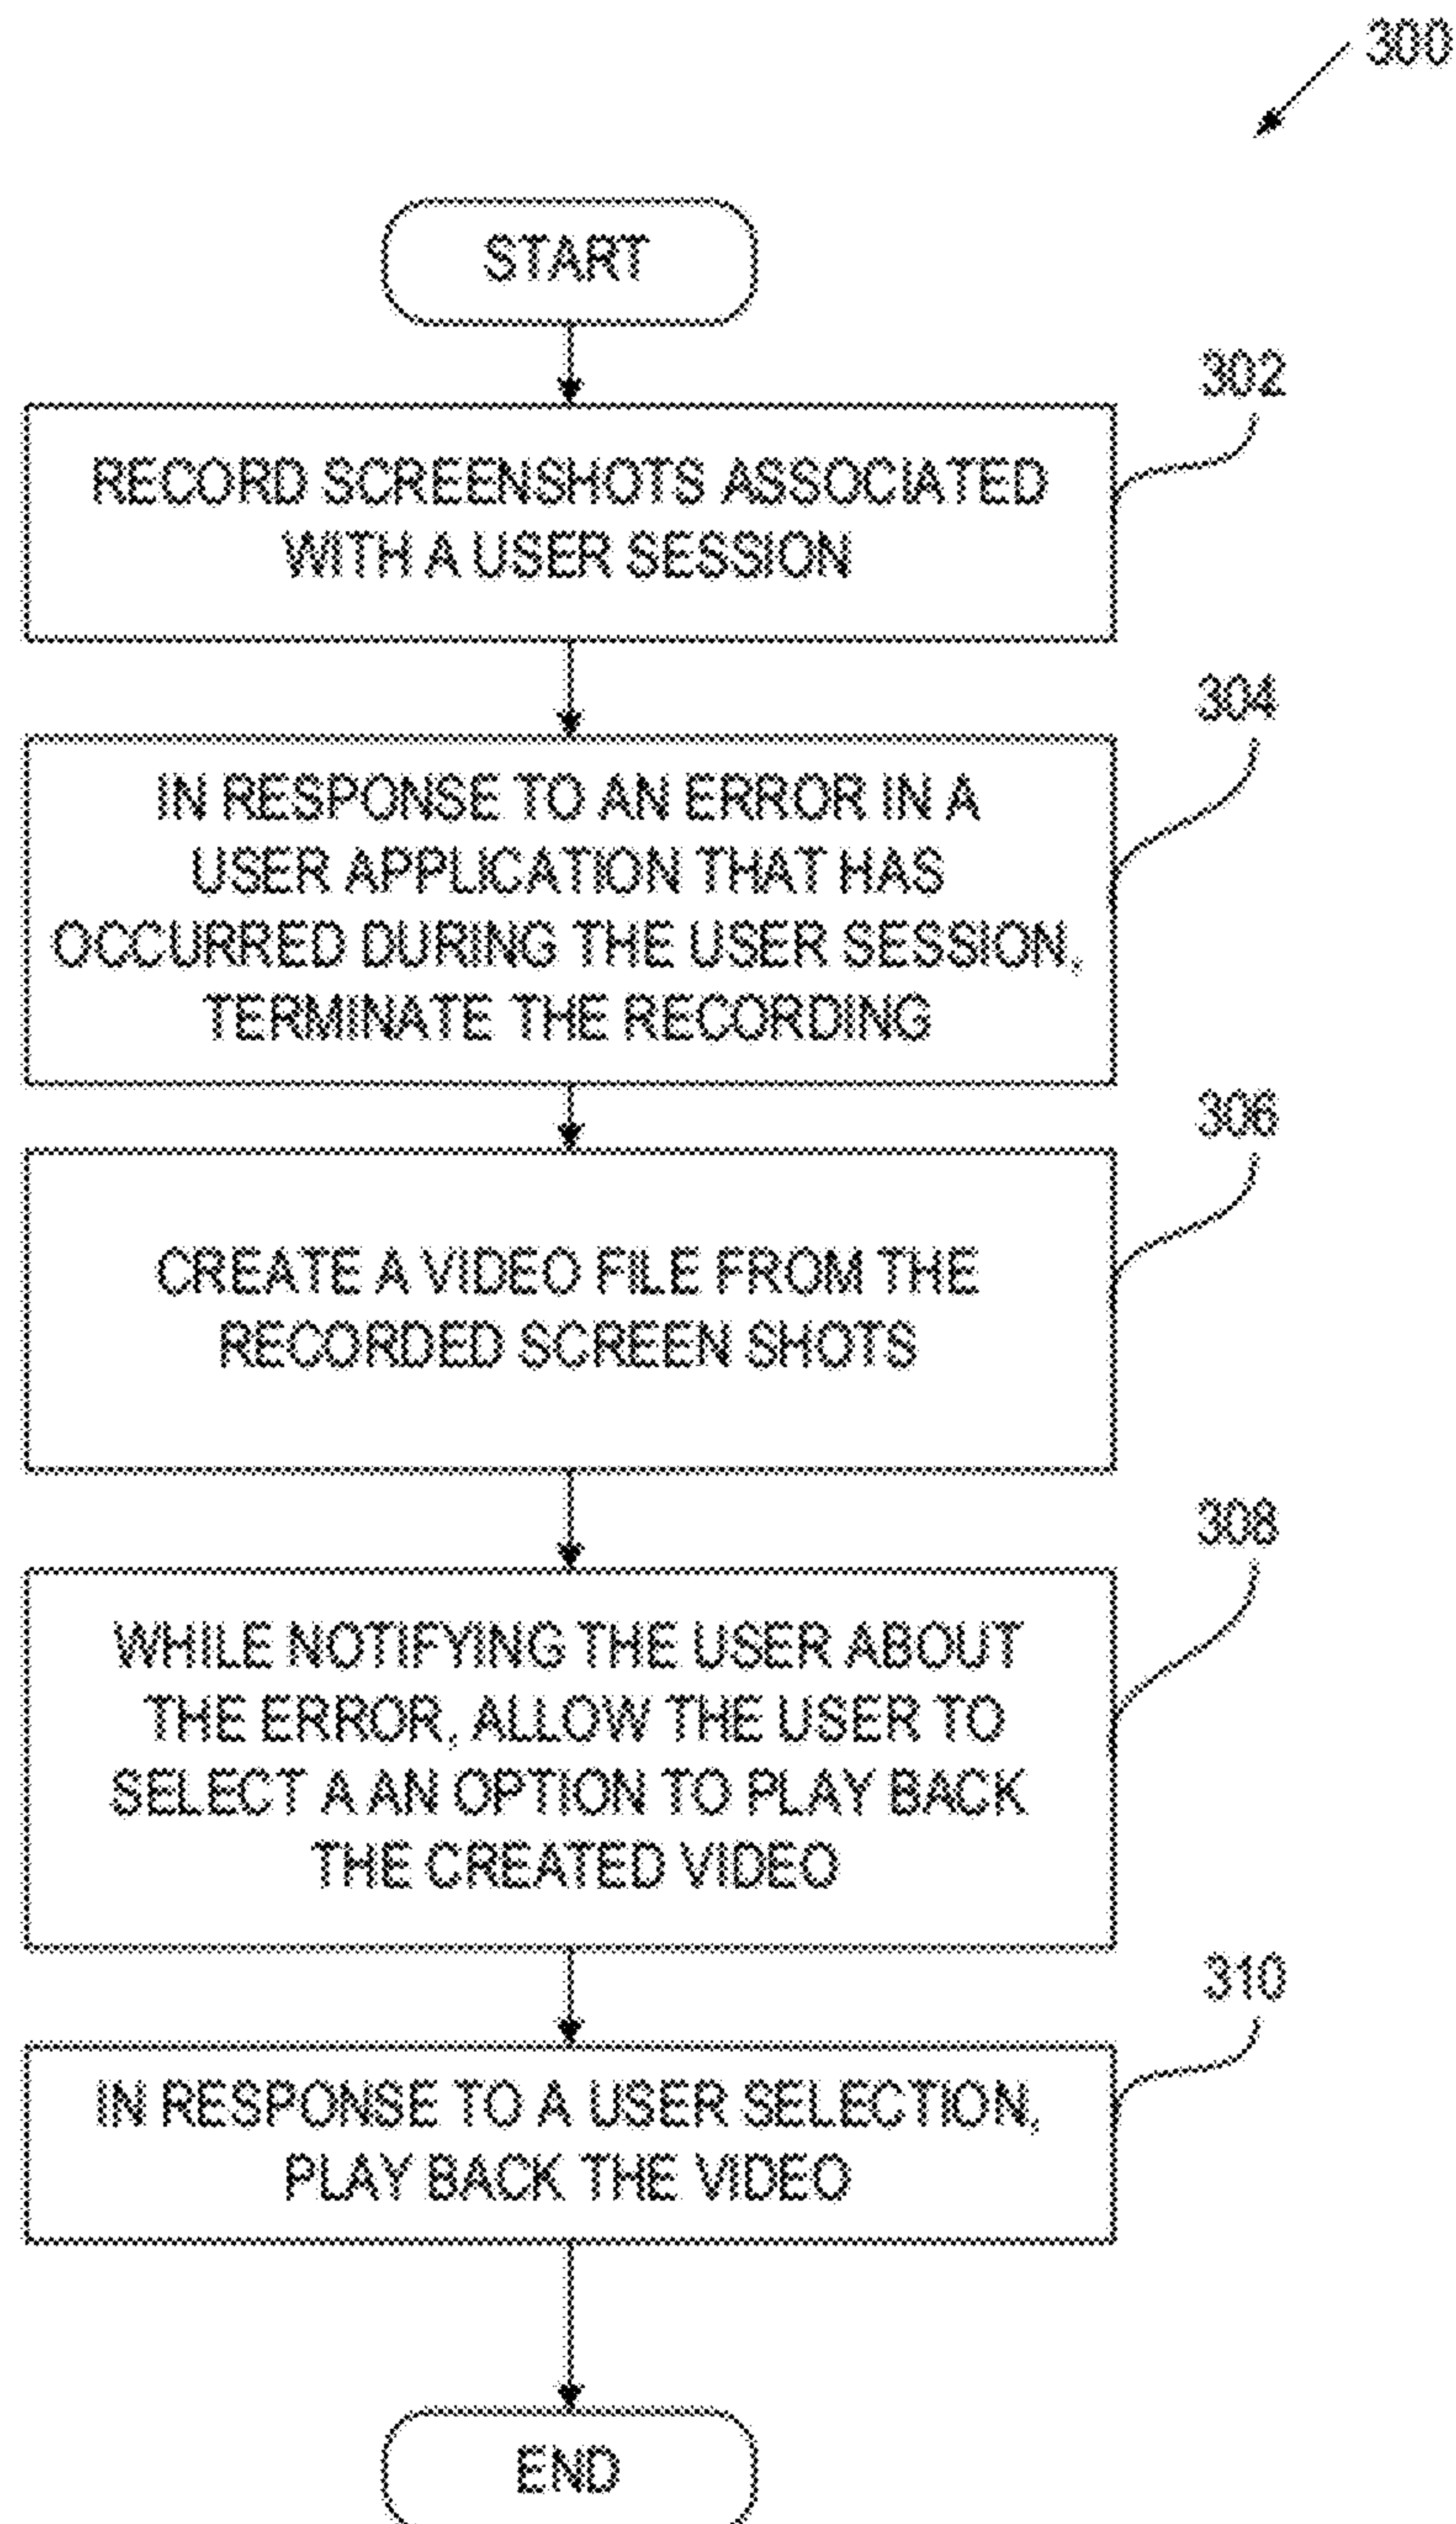 300
START
302
RECORD SCREENSHOTS ASSOCIATED
WITH A USER SESSION
304
IN RESPONSE TO AN ERROR IN A
USER APPLICATION THAT HAS
OCCURRED DURING THE USER SESSION,
TERMINATE THE RECORDING
306
CREATE A VIDEO FILE FROM THE
RECORDED SCREEN SHOTS
308
WHILE NOTIFYING THE USER ABOUT
THE ERROR, ALLOW THE USER TO
SELECT A AN OPTION TO PLAY BACK
THE CREATED VIDEO
310
IN RESPONSE TO A USER SELECTION,
PLAY BACK THE VIDEO
END